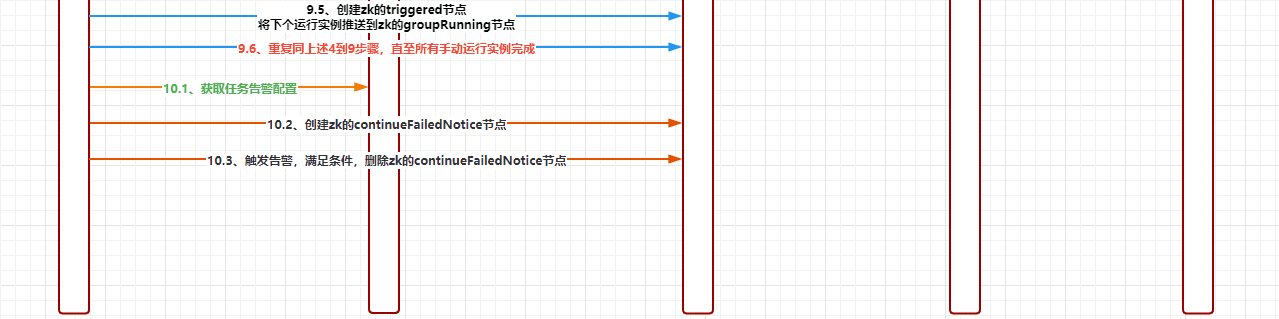 9.5、创建zk的triggered节点
将下个运行实例推送到zk的groupRunning节点
9.6、重复同上述4到9步骤，直至所有手动运行实例完成
10.1、获取任务告警配置
10.2、创建zk的continueFailedNotice节点
10.3、触发告警，满足条件，删除zk的continueFailedNotice节点